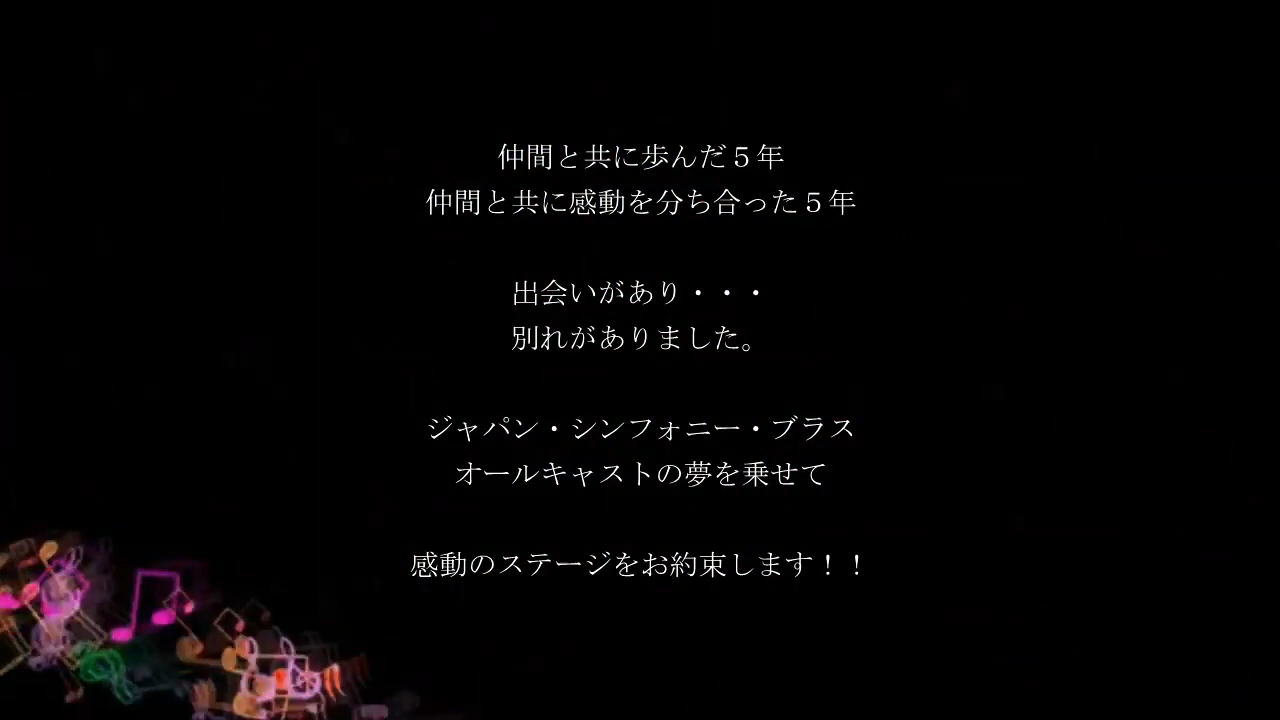 仲間と共に歩んだ５年
仲間と共に感動を分ち合った５年
出会いがあり・・・
別れがありました。
ジャパン・シンフォニー・ブラス
オールキャストの夢を乗せて
感動のステージをお約束します！！